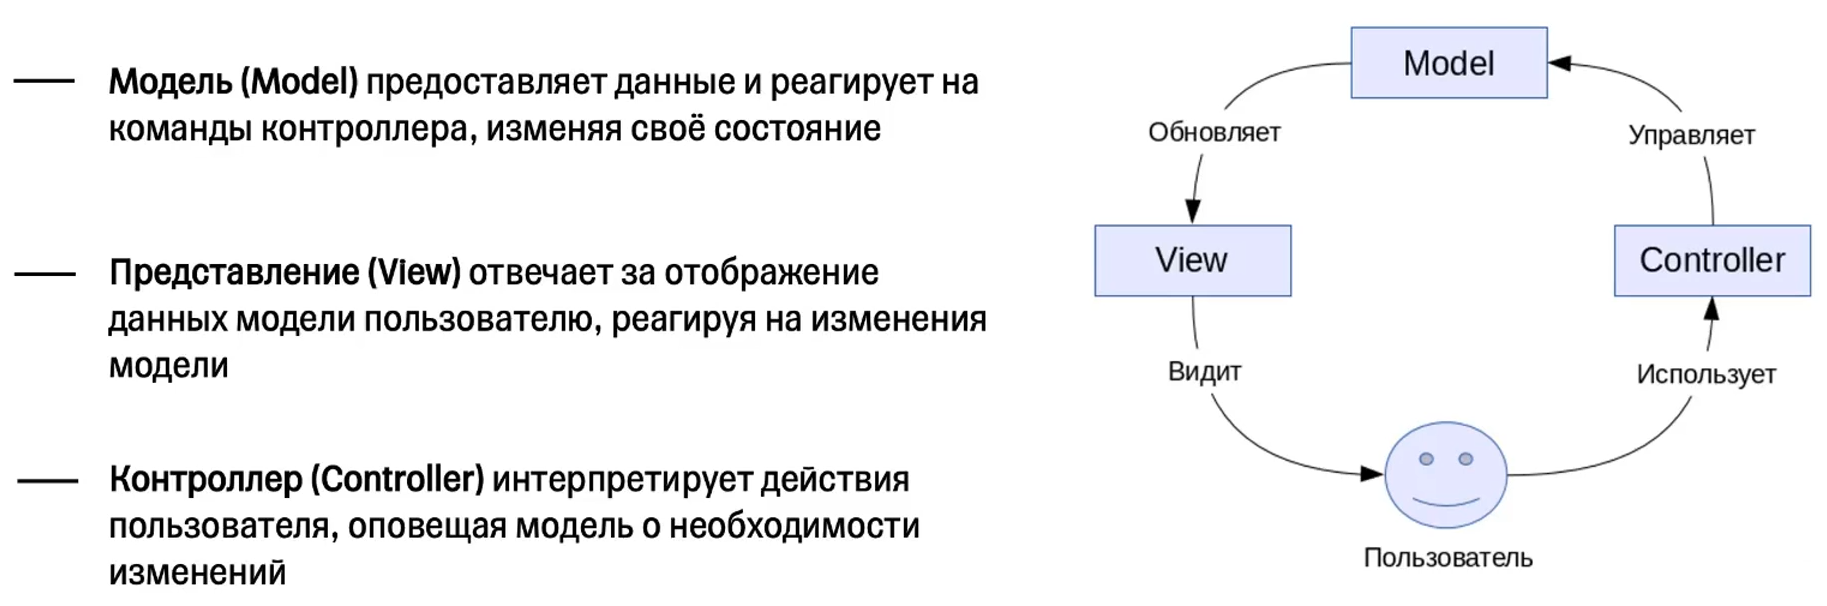 Модель (Model) предоставляет данные и реагирует на
команды контроллера, изменяя своё состояние
Представление (View) отвечает за отображение
данных модели пользователю, реагируя на изменения
модели
Контроллер (Controller) интерпретирует действия
пользователя, оповещая модель о необходимости
изменений
Model
Обновляет
Управляет
View
Controller
Видит
Использует
Пользователь